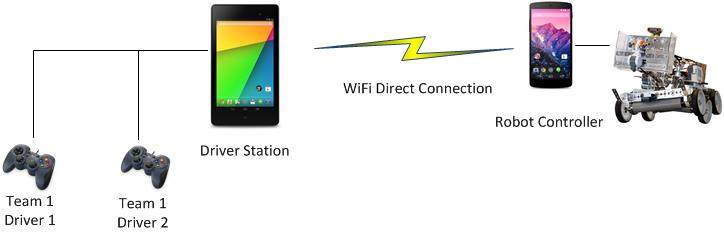 WiFi Direct Connection
Robot Controller
Driver Station
Team 1
Driver 1
Team 1
Driver 2